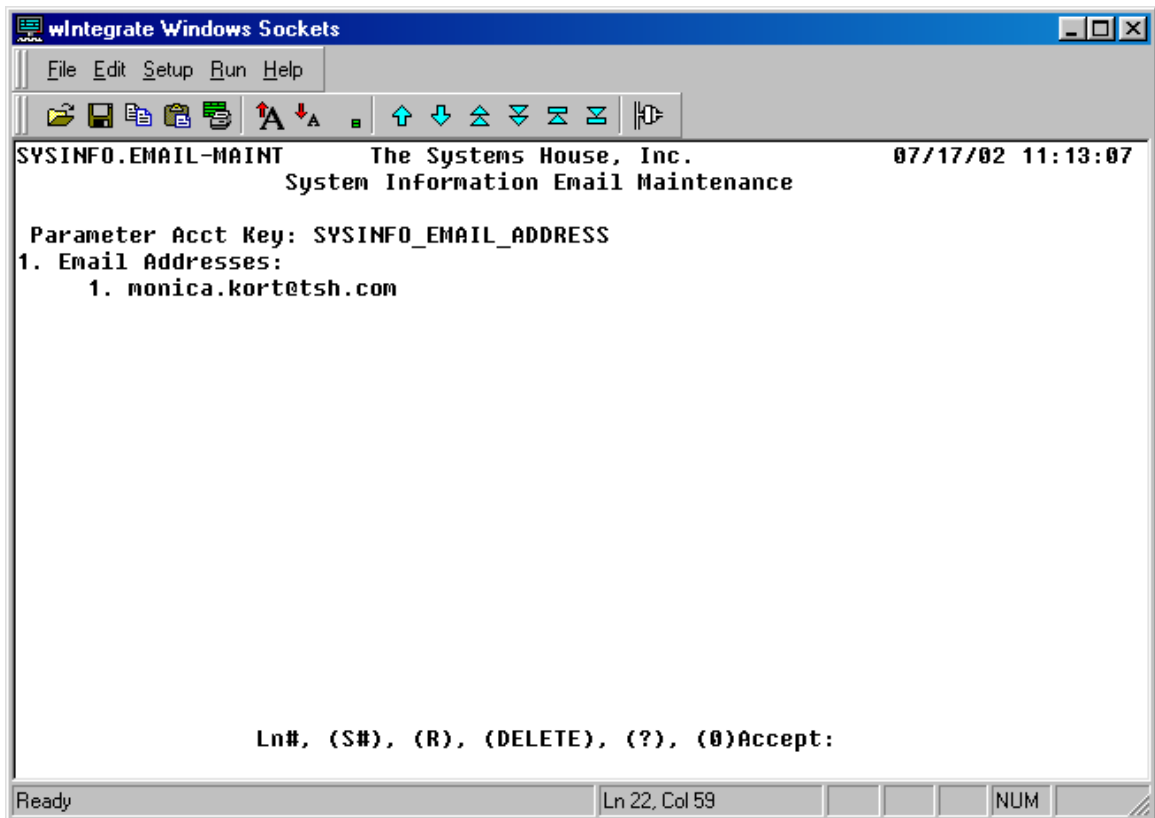 wIntegrate Windows Sockets
File Edit Setup Run Help
SYSINFO.EMAIL-MAINT The Systems House, Inc. 07/17/02 11:13:07
System Information Email Maintenance
Parameter Acct Key: SYSINFO_EMAIL_ADDRESS
1. Email Addresses:
1. monica.kort@tsh.com
Ln#, (S#), (R), (DELETE), (?), (0)Accept:
Ready Ln 22, Col 59 NUM